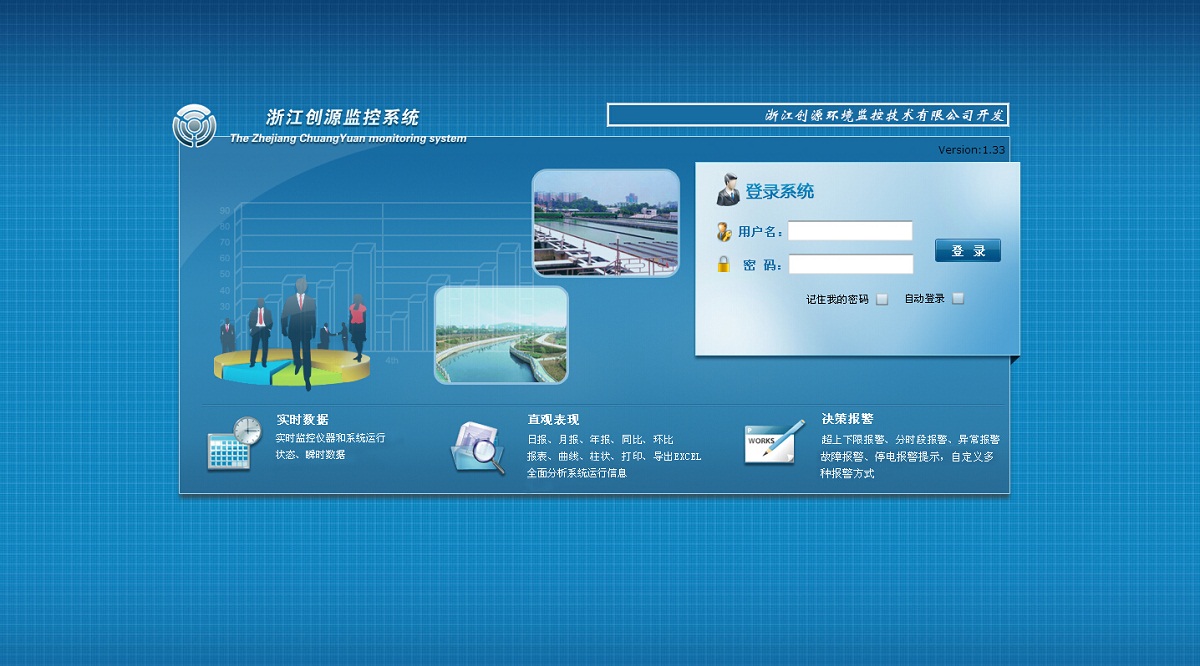 浙江创源监控系统
The Zhejiang ChuangYuan monitoring system
浙江创源环境监控技术有限公司开发
Version:1.33
登录系统
用户名：
密 码：
登 录
记住我的密码
自动登录
90
80
70
60
50
40
30
4th
实时数据
实时监控仪器和系统运行
状态、瞬时数据
直观表现
日报、月报、年报、同比、环比
报表、曲线、柱状、打印、导出EXCEL
全面分析系统运行信息
WORKS
决策报警
超上下限报警、分时段报警、异常报警
故障报警、停电报警提示，自定义多
种报警方式